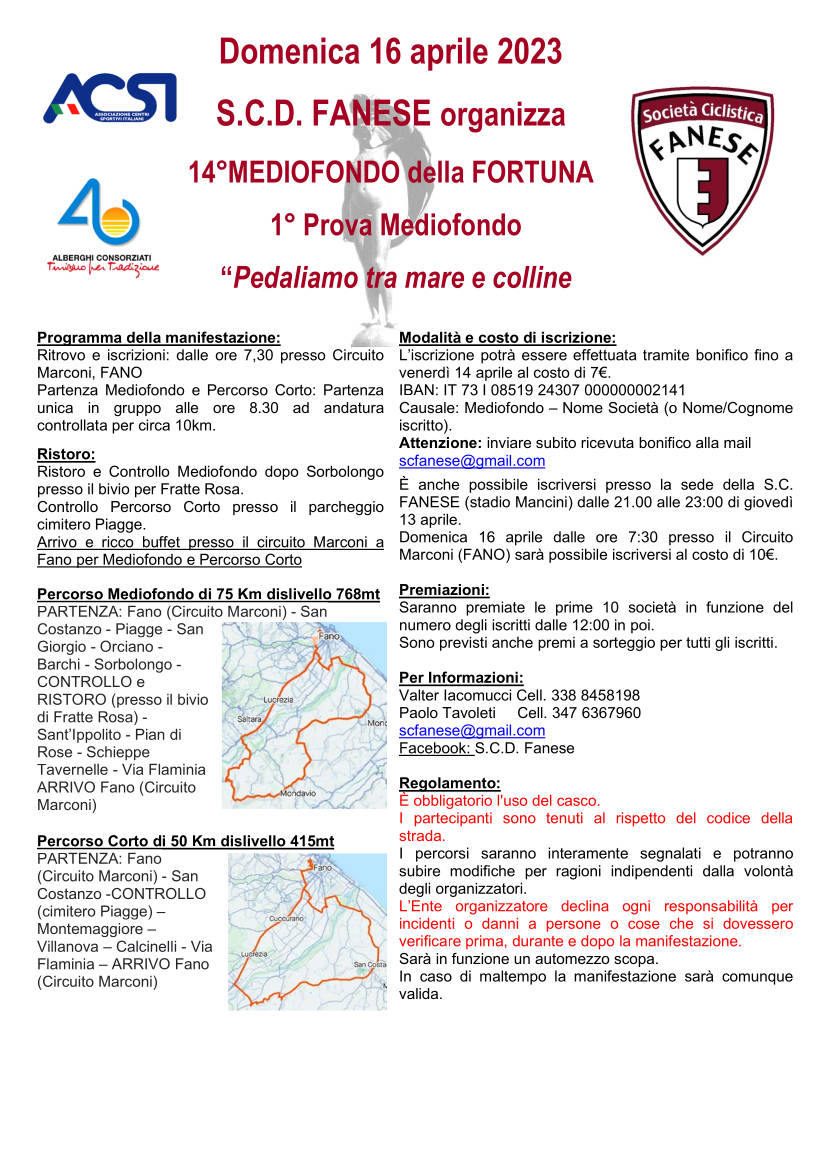 Domenica 16 aprile 2023
S.C.D. FANESE organizza
14°MEDIOFONDO della FORTUNA
1° Prova Mediofondo
“Pedaliamo tra mare e colline
ACSI
ASSOCIAZIONE CENTRI
SPORTIVI ITALIANI
40
ALBERGHI CONSORZIATI
Turismo per Tradizione
Società Ciclistica
FANESE
Programma della manifestazione:
Ritrovo e iscrizioni: dalle ore 7,30 presso Circuito
Marconi, FANO
Partenza Mediofondo e Percorso Corto: Partenza
unica in gruppo alle ore 8.30 ad andatura
controllata per circa 10km.
Ristoro:
Ristoro e Controllo Mediofondo dopo Sorbolongo
presso il bivio per Fratte Rosa.
Controllo Percorso Corto presso il parcheggio
cimitero Piagge.
Arrivo e ricco buffet presso il circuito Marconi a
Fano per Mediofondo e Percorso Corto
Percorso Mediofondo di 75 Km dislivello 768mt
PARTENZA: Fano (Circuito Marconi) - San
Costanzo - Piagge - San
Giorgio - Orciano -
Barchi - Sorbolongo -
CONTROLLO e
RISTORO (presso il bivio
di Fratte Rosa) -
Sant’Ippolito - Pian di
Rose - Schieppe
Tavernelle - Via Flaminia
ARRIVO Fano (Circuito
Marconi)
Fano
Lucrezia
Saltara
Mond
Mondavio
Percorso Corto di 50 Km dislivello 415mt
PARTENZA: Fano
(Circuito Marconi) - San
Costanzo -CONTROLLO
(cimitero Piagge) –
Montemaggiore –
Villanova – Calcinelli - Via
Flaminia – ARRIVO Fano
(Circuito Marconi)
Fano
Cuccurano
Lucrezia
San Costa
Modalità e costo di iscrizione:
L’iscrizione potrà essere effettuata tramite bonifico fino a
venerdì 14 aprile al costo di 7€.
IBAN: IT 73 I 08519 24307 000000002141
Causale: Mediofondo – Nome Società (o Nome/Cognome
iscritto).
Attenzione: inviare subito ricevuta bonifico alla mail
scfanese@gmail.com
È anche possibile iscriversi presso la sede della S.C.
FANESE (stadio Mancini) dalle 21.00 alle 23:00 di giovedì
13 aprile.
Domenica 16 aprile dalle ore 7:30 presso il Circuito
Marconi (FANO) sarà possibile iscriversi al costo di 10€.
Premiazioni:
Saranno premiate le prime 10 società in funzione del
numero degli iscritti dalle 12:00 in poi.
Sono previsti anche premi a sorteggio per tutti gli iscritti.
Per Informazioni:
Valter Iacomucci Cell. 338 8458198
Paolo Tavoleti Cell. 347 6367960
scfanese@gmail.com
Facebook: S.C.D. Fanese
Regolamento:
È obbligatorio l'uso del casco.
I partecipanti sono tenuti al rispetto del codice della
strada.
I percorsi saranno interamente segnalati e potranno
subire modifiche per ragioni indipendenti dalla volontà
degli organizzatori.
L’Ente organizzatore declina ogni responsabilità per
incidenti o danni a persone o cose che si dovessero
verificare prima, durante e dopo la manifestazione.
Sarà in funzione un automezzo scopa.
In caso di maltempo la manifestazione sarà comunque
valida.